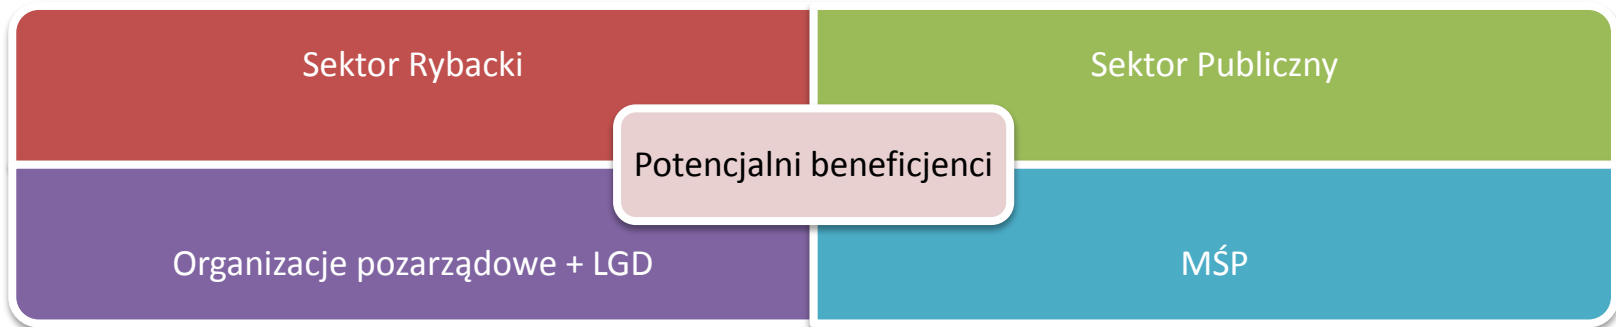 Sektor Rybacki
Sektor Publiczny
Potencjalni beneficjenci
Organizacje pozarządowe + LGD
MŚP